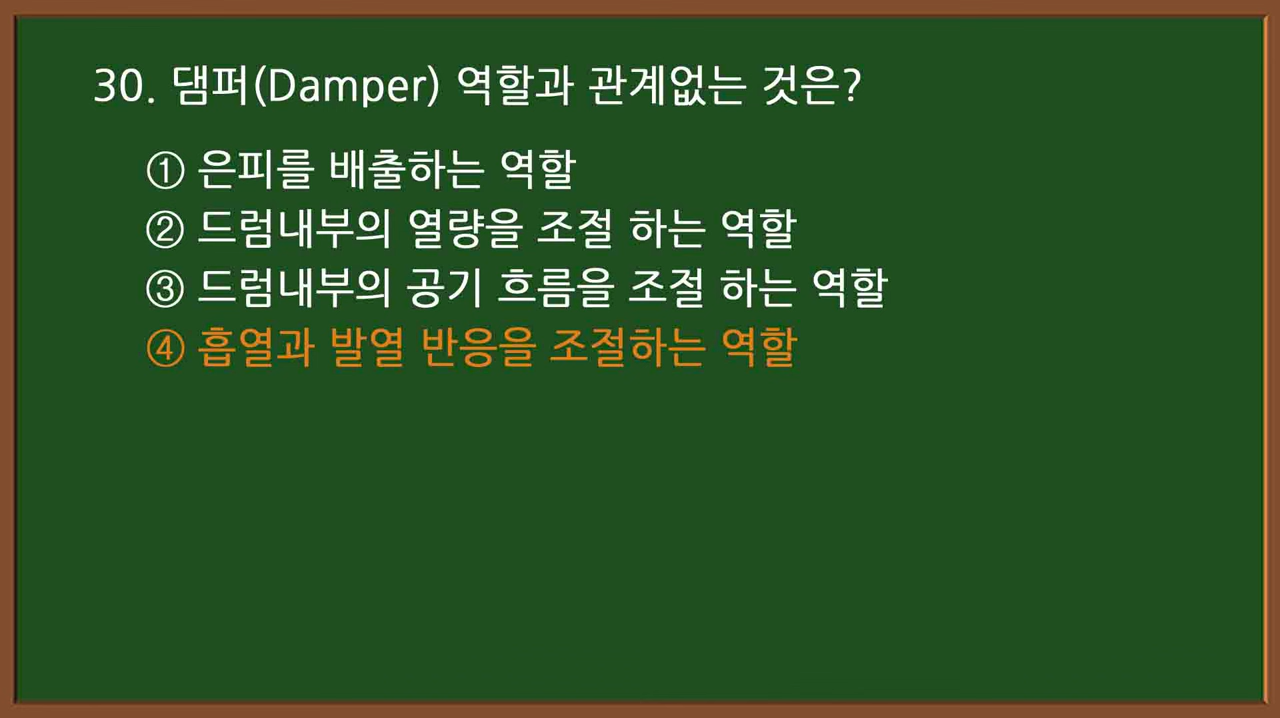 30. 댐퍼(Damper) 역할과 관계없는 것은?
① 은피를 배출하는 역할
② 드럼내부의 열량을 조절 하는 역할
③ 드럼내부의 공기 흐름을 조절 하는 역할
④ 흡열과 발열 반응을 조절하는 역할